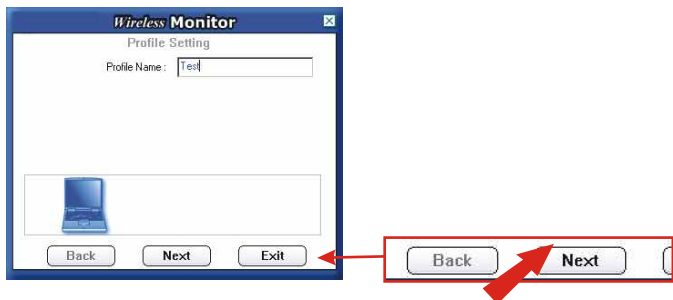 Wireless Monitor
Profile Setting
Profile Name : Test
Back Next Exit
Back Next